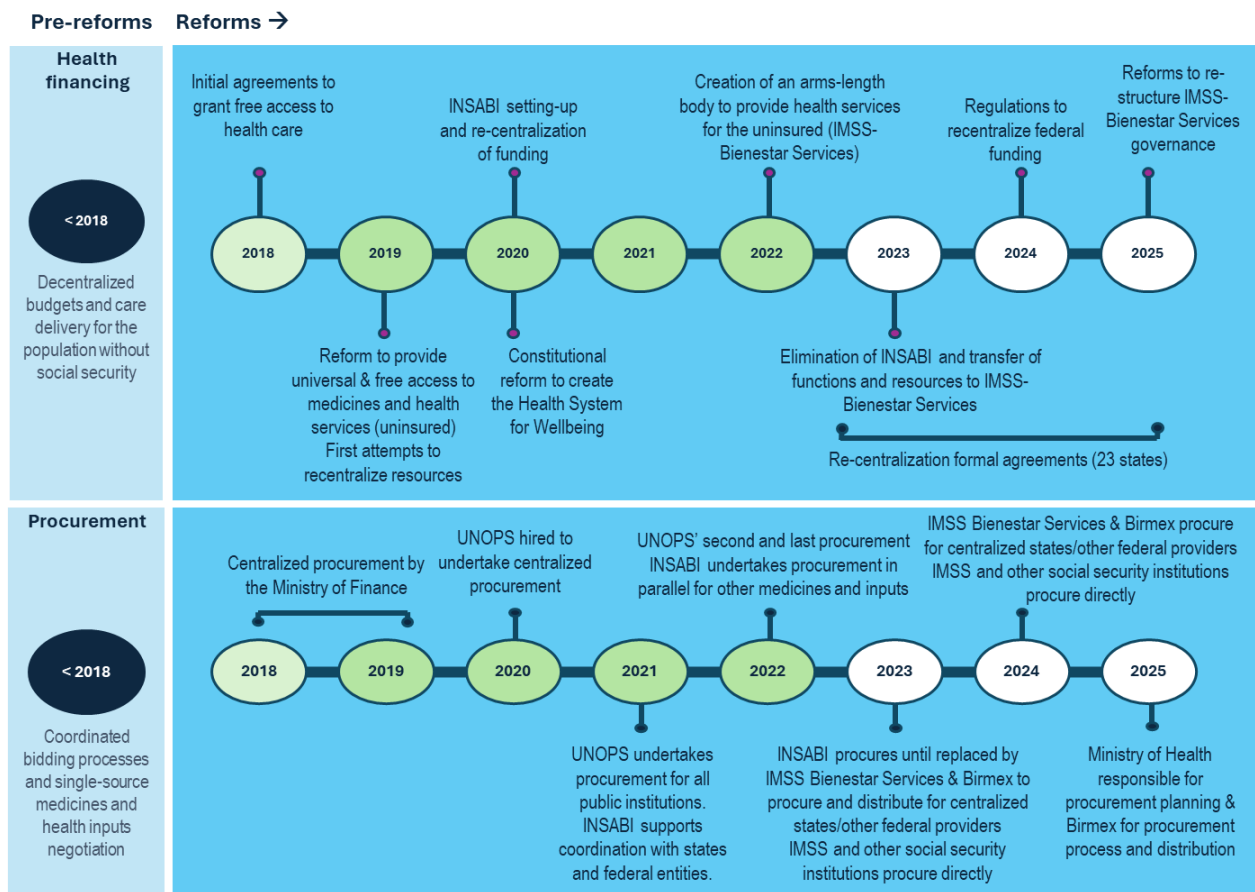 Pre-reforms
Reforms →
Health
financing
< 2018
Decentralized
budgets and care
delivery for the
population without
social security
Initial agreements to
grant free access to
health care
INSABI setting-up
and re-centralization
of funding
Creation of an arms-length
body to provide health services
for the uninsured (IMSS-
Bienestar Services)
Regulations to
recentralize federal
funding
Reforms to re-
structure IMSS-
Bienestar Services
governance
2018
2019
2020
2021
2022
2023
2024
2025
Reform to provide
universal & free access to
medicines and health
services (uninsured)
First attempts to
recentralize resources
Constitutional
reform to create
the Health System
for Wellbeing
Elimination of INSABI and transfer of
functions and resources to IMSS-
Bienestar Services
Re-centralization formal agreements (23 states)
Procurement
< 2018
Coordinated
bidding processes
and single-source
medicines and
health inputs
negotiation
Centralized procurement by
the Ministry of Finance
UNOPS hired to
undertake centralized
procurement
UNOPS' second and last procurement
INSABI undertakes procurement in
parallel for other medicines and inputs
IMSS Bienestar Services & Birmex procure
for centralized states/other federal providers
IMSS and other social security institutions
procure directly
2018
2019
2020
2021
2022
2023
2024
2025
UNOPS undertakes
procurement for all
public institutions.
INSABI supports
coordination with states
and federal entities.
INSABI procures until replaced by
IMSS Bienestar Services & Birmex to
procure and distribute for centralized
states/other federal providers
IMSS and other social security
institutions procure directly
Ministry of Health
responsible for
procurement planning &
Birmex for procurement
process and distribution